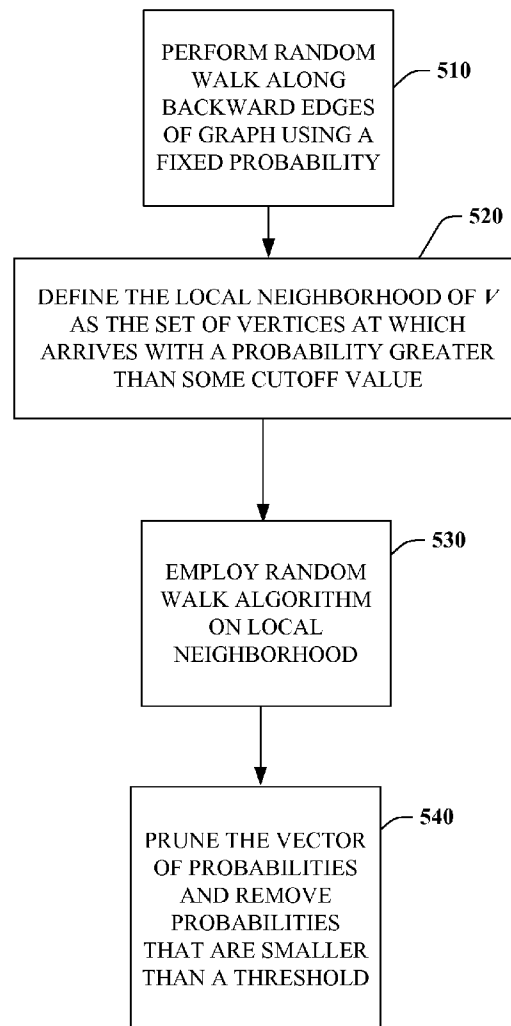 PERFORM RANDOM
WALK ALONG
BACKWARD EDGES
OF GRAPH USING A
FIXED PROBABILITY
510
520
DEFINE THE LOCAL NEIGHBORHOOD OF V
AS THE SET OF VERTICES AT WHICH
ARRIVES WITH A PROBABILITY GREATER
THAN SOME CUTOFF VALUE
530
EMPLOY RANDOM
WALK ALGORITHM
ON LOCAL
NEIGHBORHOOD
540
PRUNE THE VECTOR
OF PROBABILITIES
AND REMOVE
PROBABILITIES
THAT ARE SMALLER
THAN A THRESHOLD